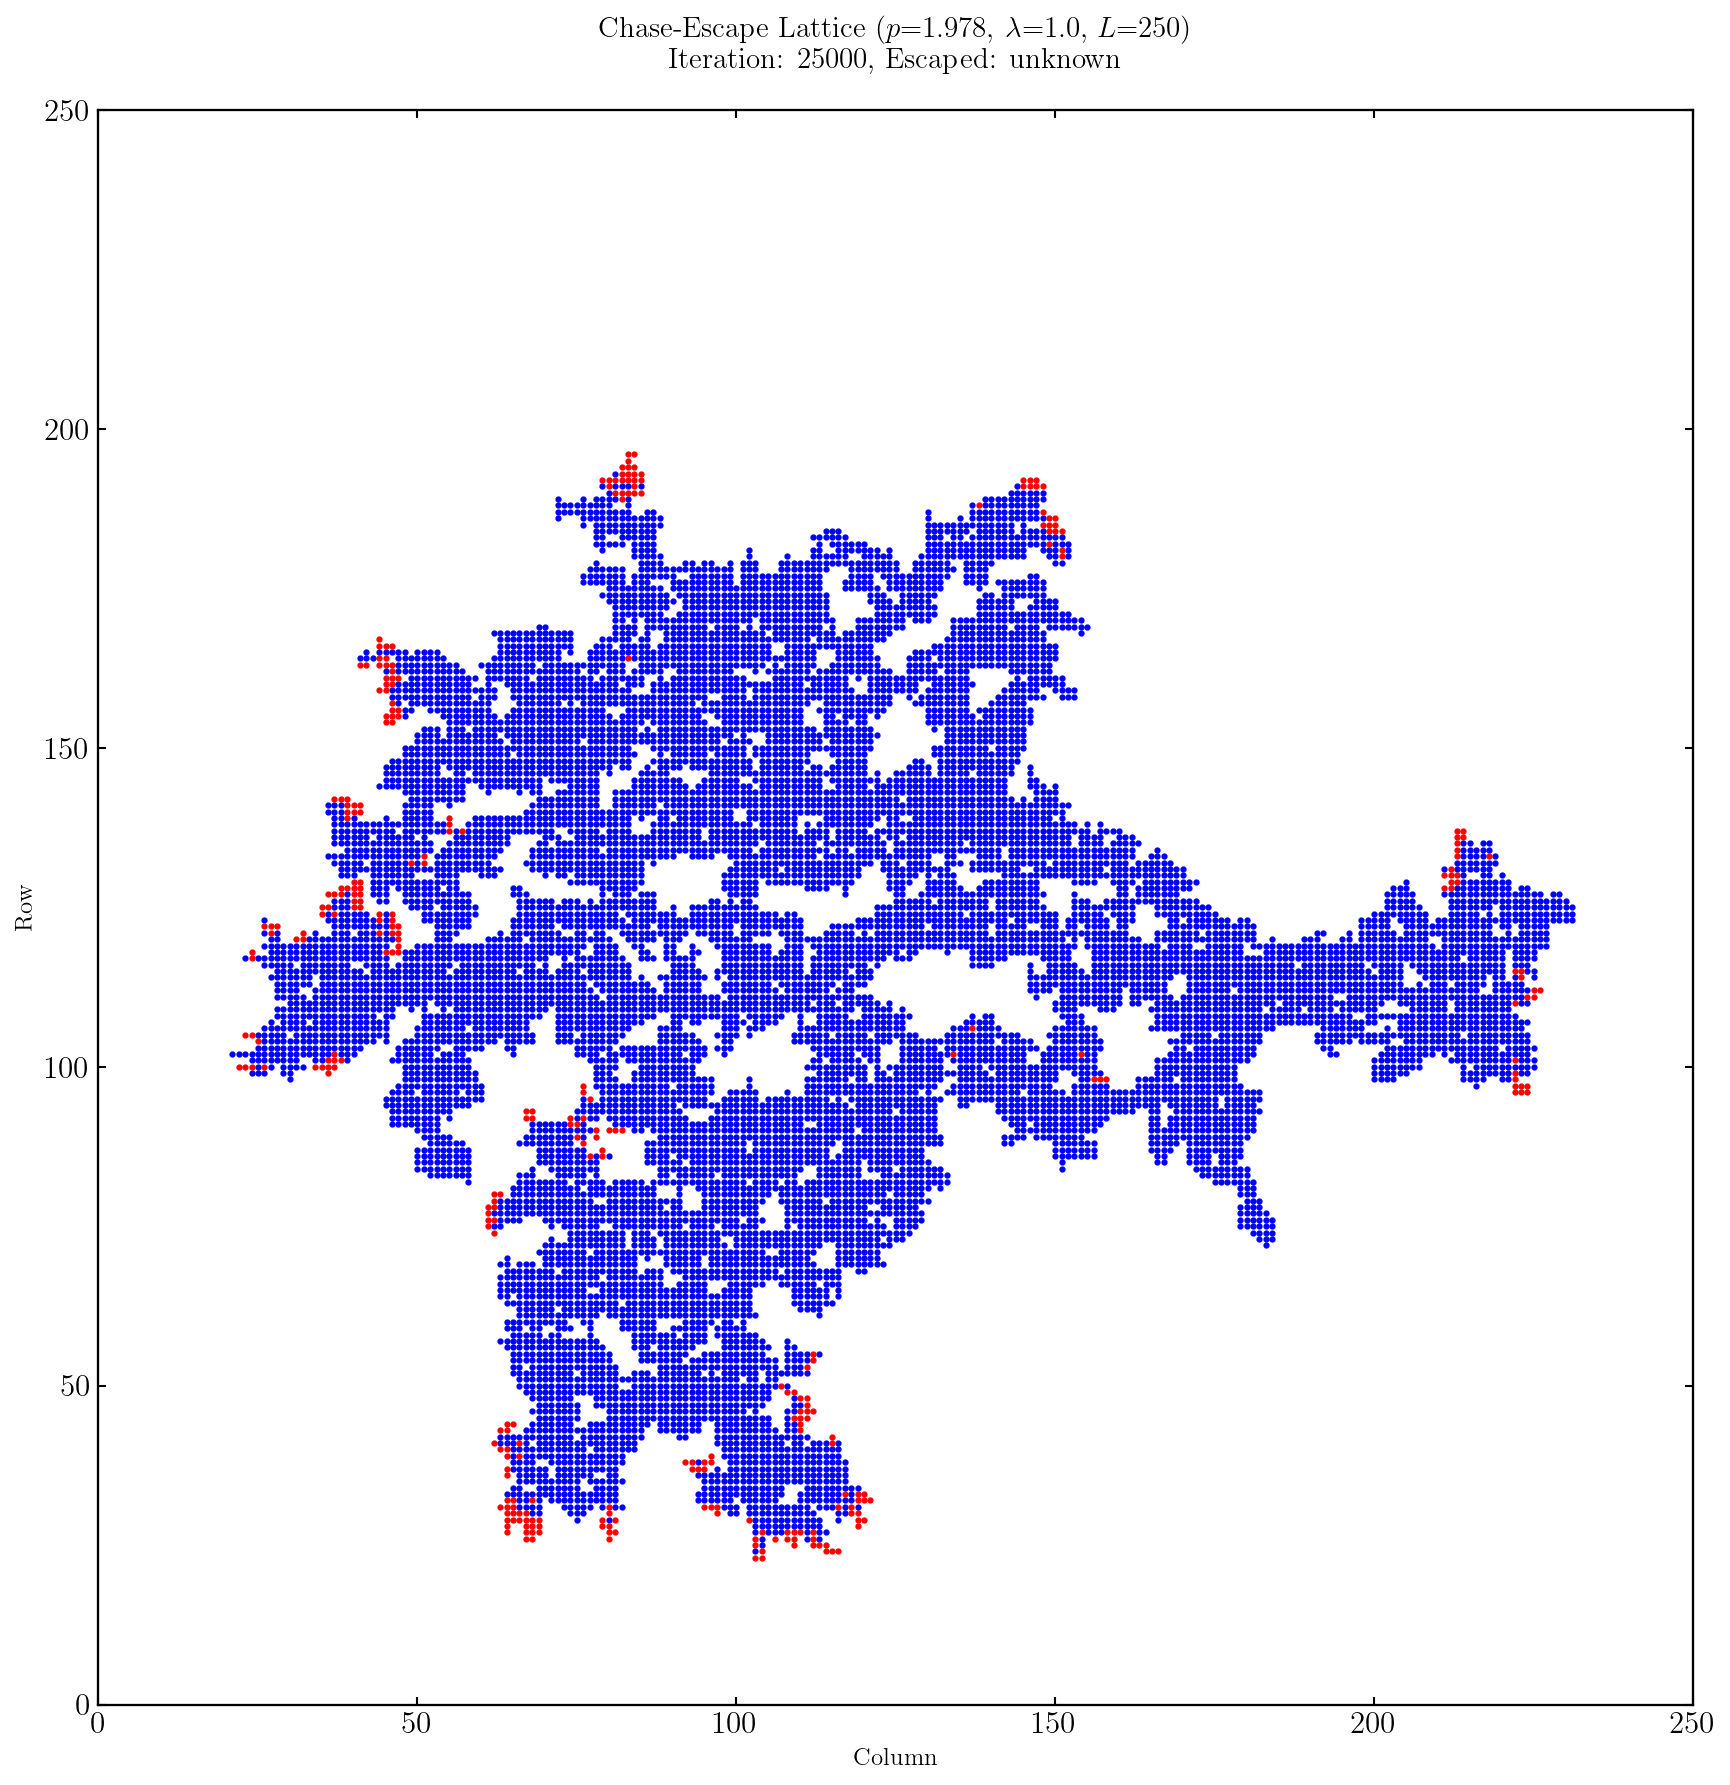 Chase-Escape Lattice (p=1.978, λ=1.0, L=250)
Iteration: 25000, Escaped: unknown
250
200
150
100
50
0
Row
0 50 100 150 200 250
Column